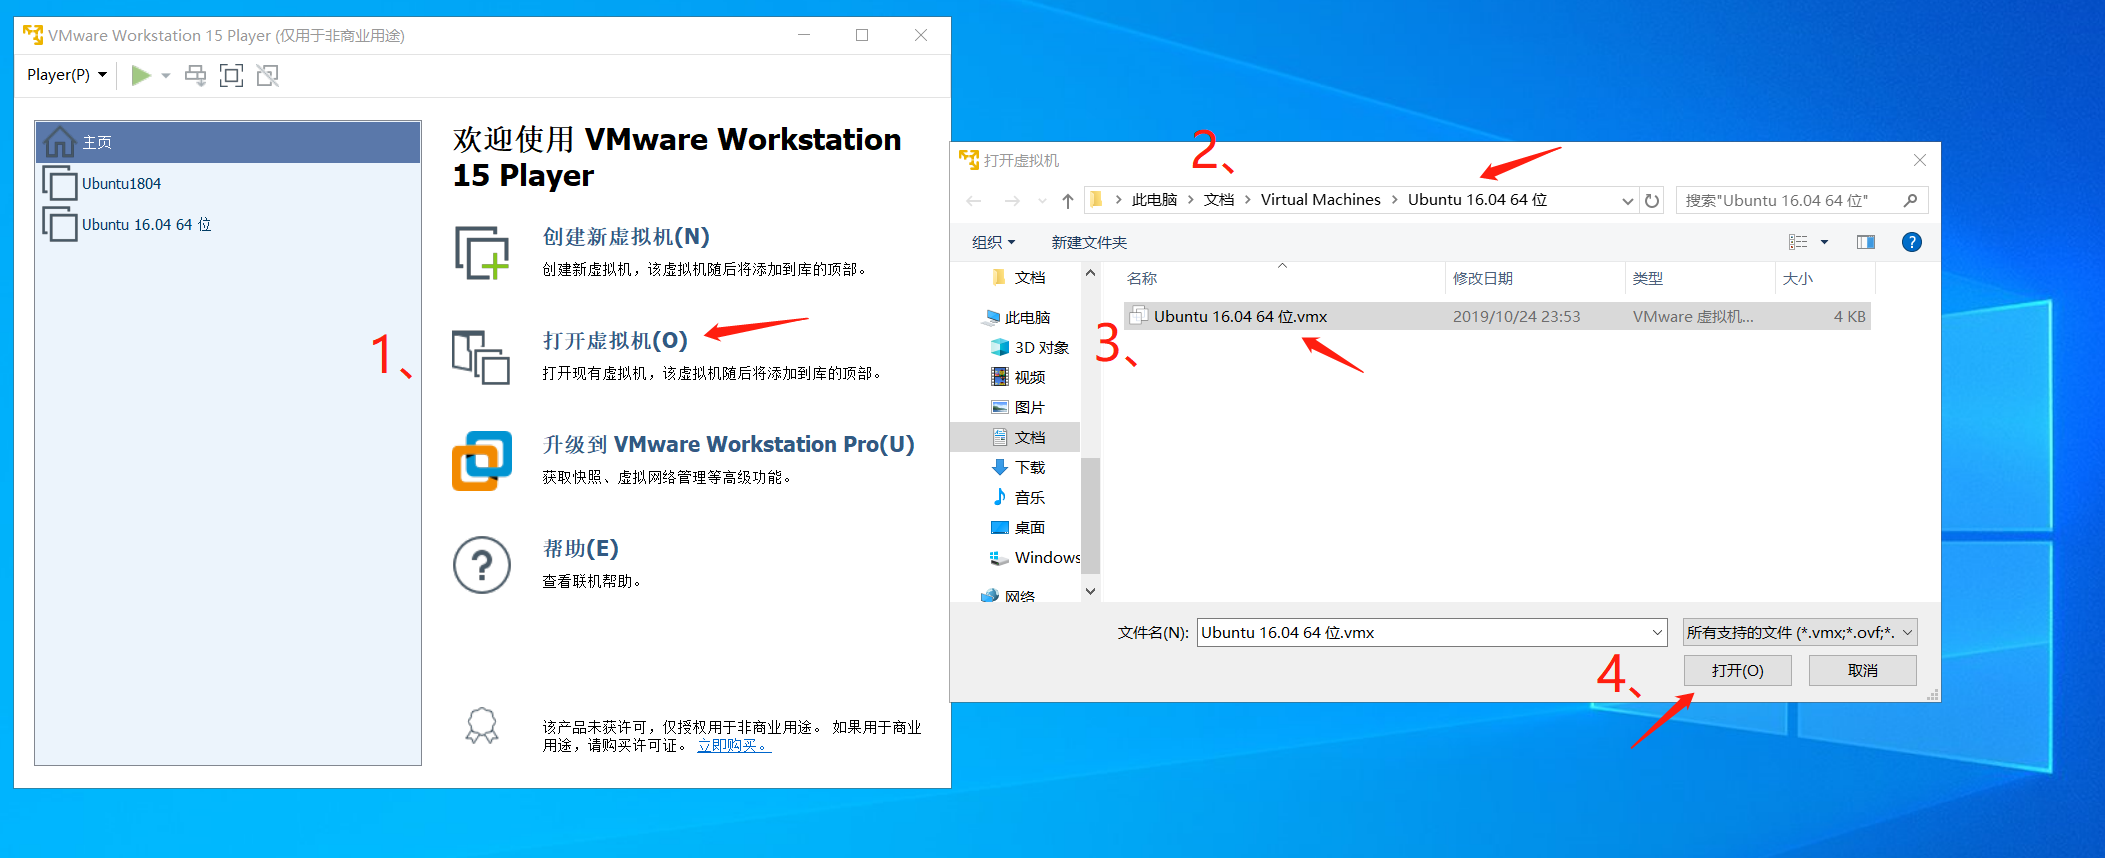 VMware Workstation 15 Player (仅用于非商业用途)
Player(P)
主页
Ubuntu1804
Ubuntu 16.04 64 位
欢迎使用 VMware Workstation
15 Player
创建新虚拟机(N)
创建新虚拟机，该虚拟机随后将添加到库的顶部。
1、
打开虚拟机(O)
打开现有虚拟机，该虚拟机随后将添加到库的顶部。
升级到 VMware Workstation Pro(U)
获取快照、虚拟网络管理等高级功能。
帮助(E)
查看联机帮助。
该产品未获许可，仅授权用于非商业用途。 如果用于商业
用途，请购买许可证。 立即购买。
2、
打开虚拟机
此电脑 文档 Virtual Machines Ubuntu 16.04 64 位
搜索"Ubuntu 16.04 64 位"
组织 新建文件夹
文档
此电脑
3D 对象
视频
图片
文档
下载
音乐
桌面
Windows
网络
名称 修改日期 类型 大小
Ubuntu 16.04 64 位.vmx 2019/10/24 23:53 VMware 虚拟机... 4 KB
3、
文件名(N): Ubuntu 16.04 64 位.vmx 所有支持的文件 (*.vmx;*.ovf;*.
4、
打开(O) 取消